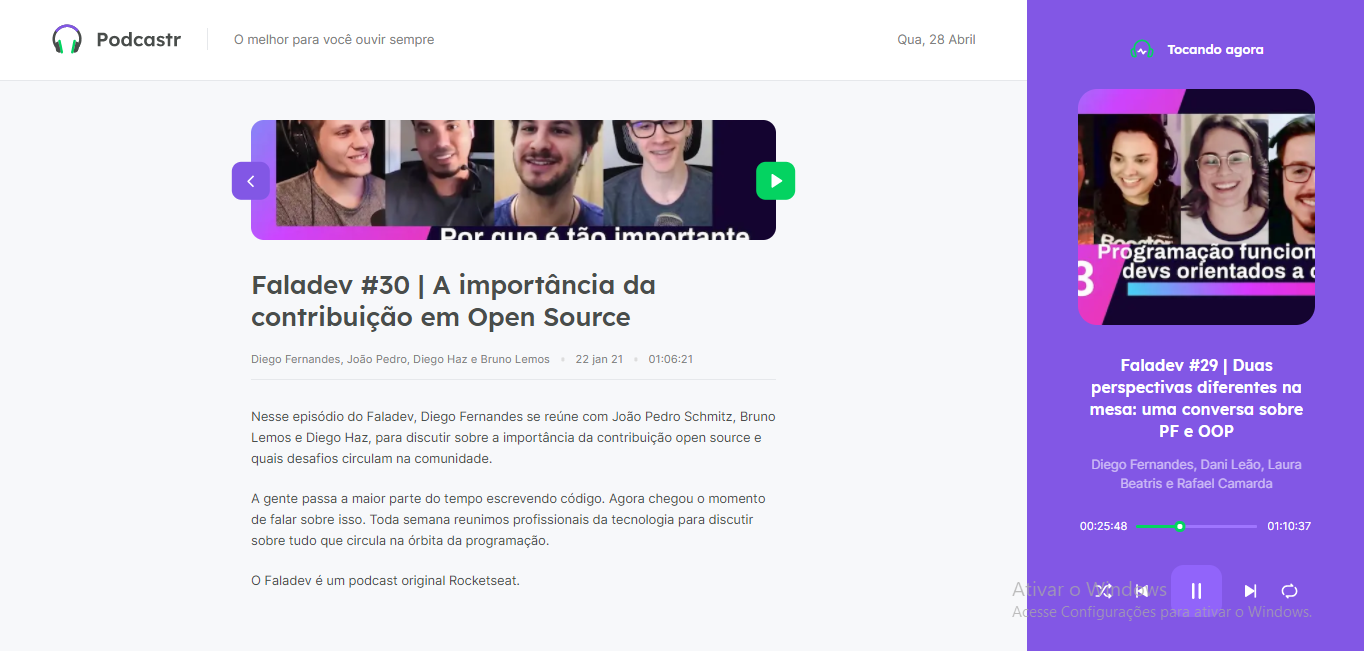 Podcastr
O melhor para você ouvir sempre
Qua, 28 Abril
Por que é tão importante
Faladev #30 | A importância da
contribuição em Open Source
Diego Fernandes, João Pedro, Diego Haz e Bruno Lemos
22 jan 21
01:06:21
Nesse episódio do Faladev, Diego Fernandes se reúne com João Pedro Schmitz, Bruno
Lemos e Diego Haz, para discutir sobre a importância da contribuição open source e
quais desafios circulam na comunidade.
A gente passa a maior parte do tempo escrevendo código. Agora chegou o momento
de falar sobre isso. Toda semana reunimos profissionais da tecnologia para discutir
sobre tudo que circula na órbita da programação.
O Faladev é um podcast original Rocketseat.
Tocando agora
Programação funcion
3 devs orientados a o
Faladev #29 | Duas
perspectivas diferentes na
mesa: uma conversa sobre
PF e OOP
Diego Fernandes, Dani Leão, Laura
Beatris e Rafael Camarda
00:25:48
01:10:37
Ativar o Windows
Acesse Configurações para ativar o Windows.